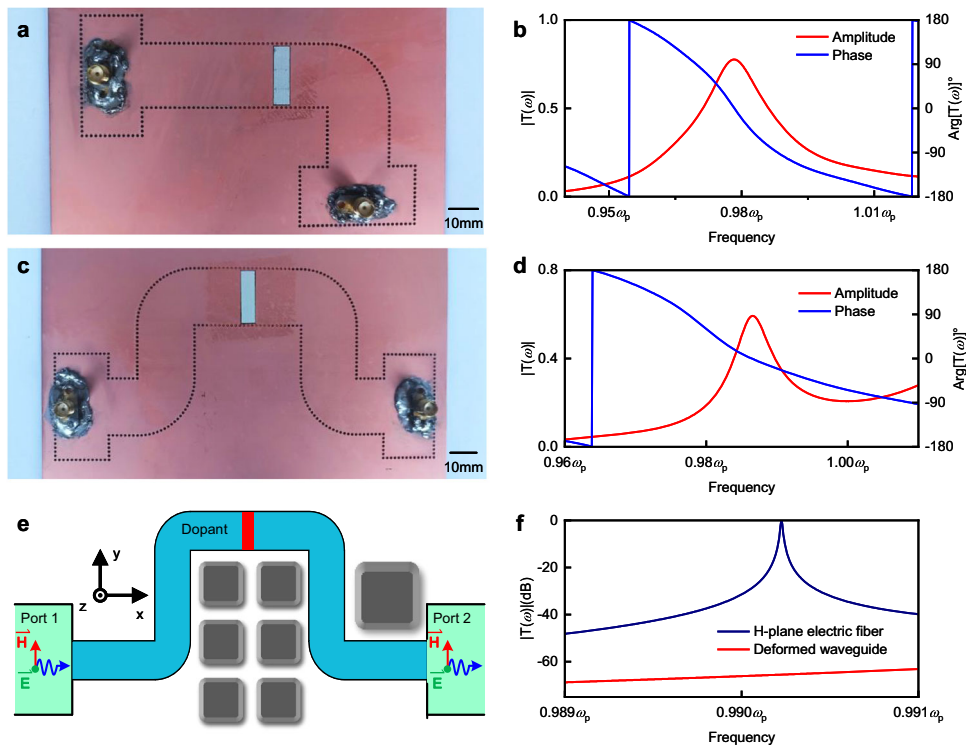 a
10mm
b
1.0
0.5
0.0
|T(ω)|
Amplitude
Phase
180
90
0
-90
-180
Arg[T(ω)]°
0.95ωp
0.98ωp
1.01ωp
Frequency
c
10mm
d
0.8
0.4
0.0
|T(ω)|
Amplitude
Phase
180
90
0
-90
-180
Arg[T(ω)]°
0.96ωp
0.98ωp
1.00ωp
Frequency
e
Dopant
y
z
x
Port 1
H
E
Port 2
H
E
f
0
-20
-40
-60
|T(ω)|(dB)
H-plane electric fiber
Deformed waveguide
0.989ωp
0.990ωp
0.991ωp
Frequency